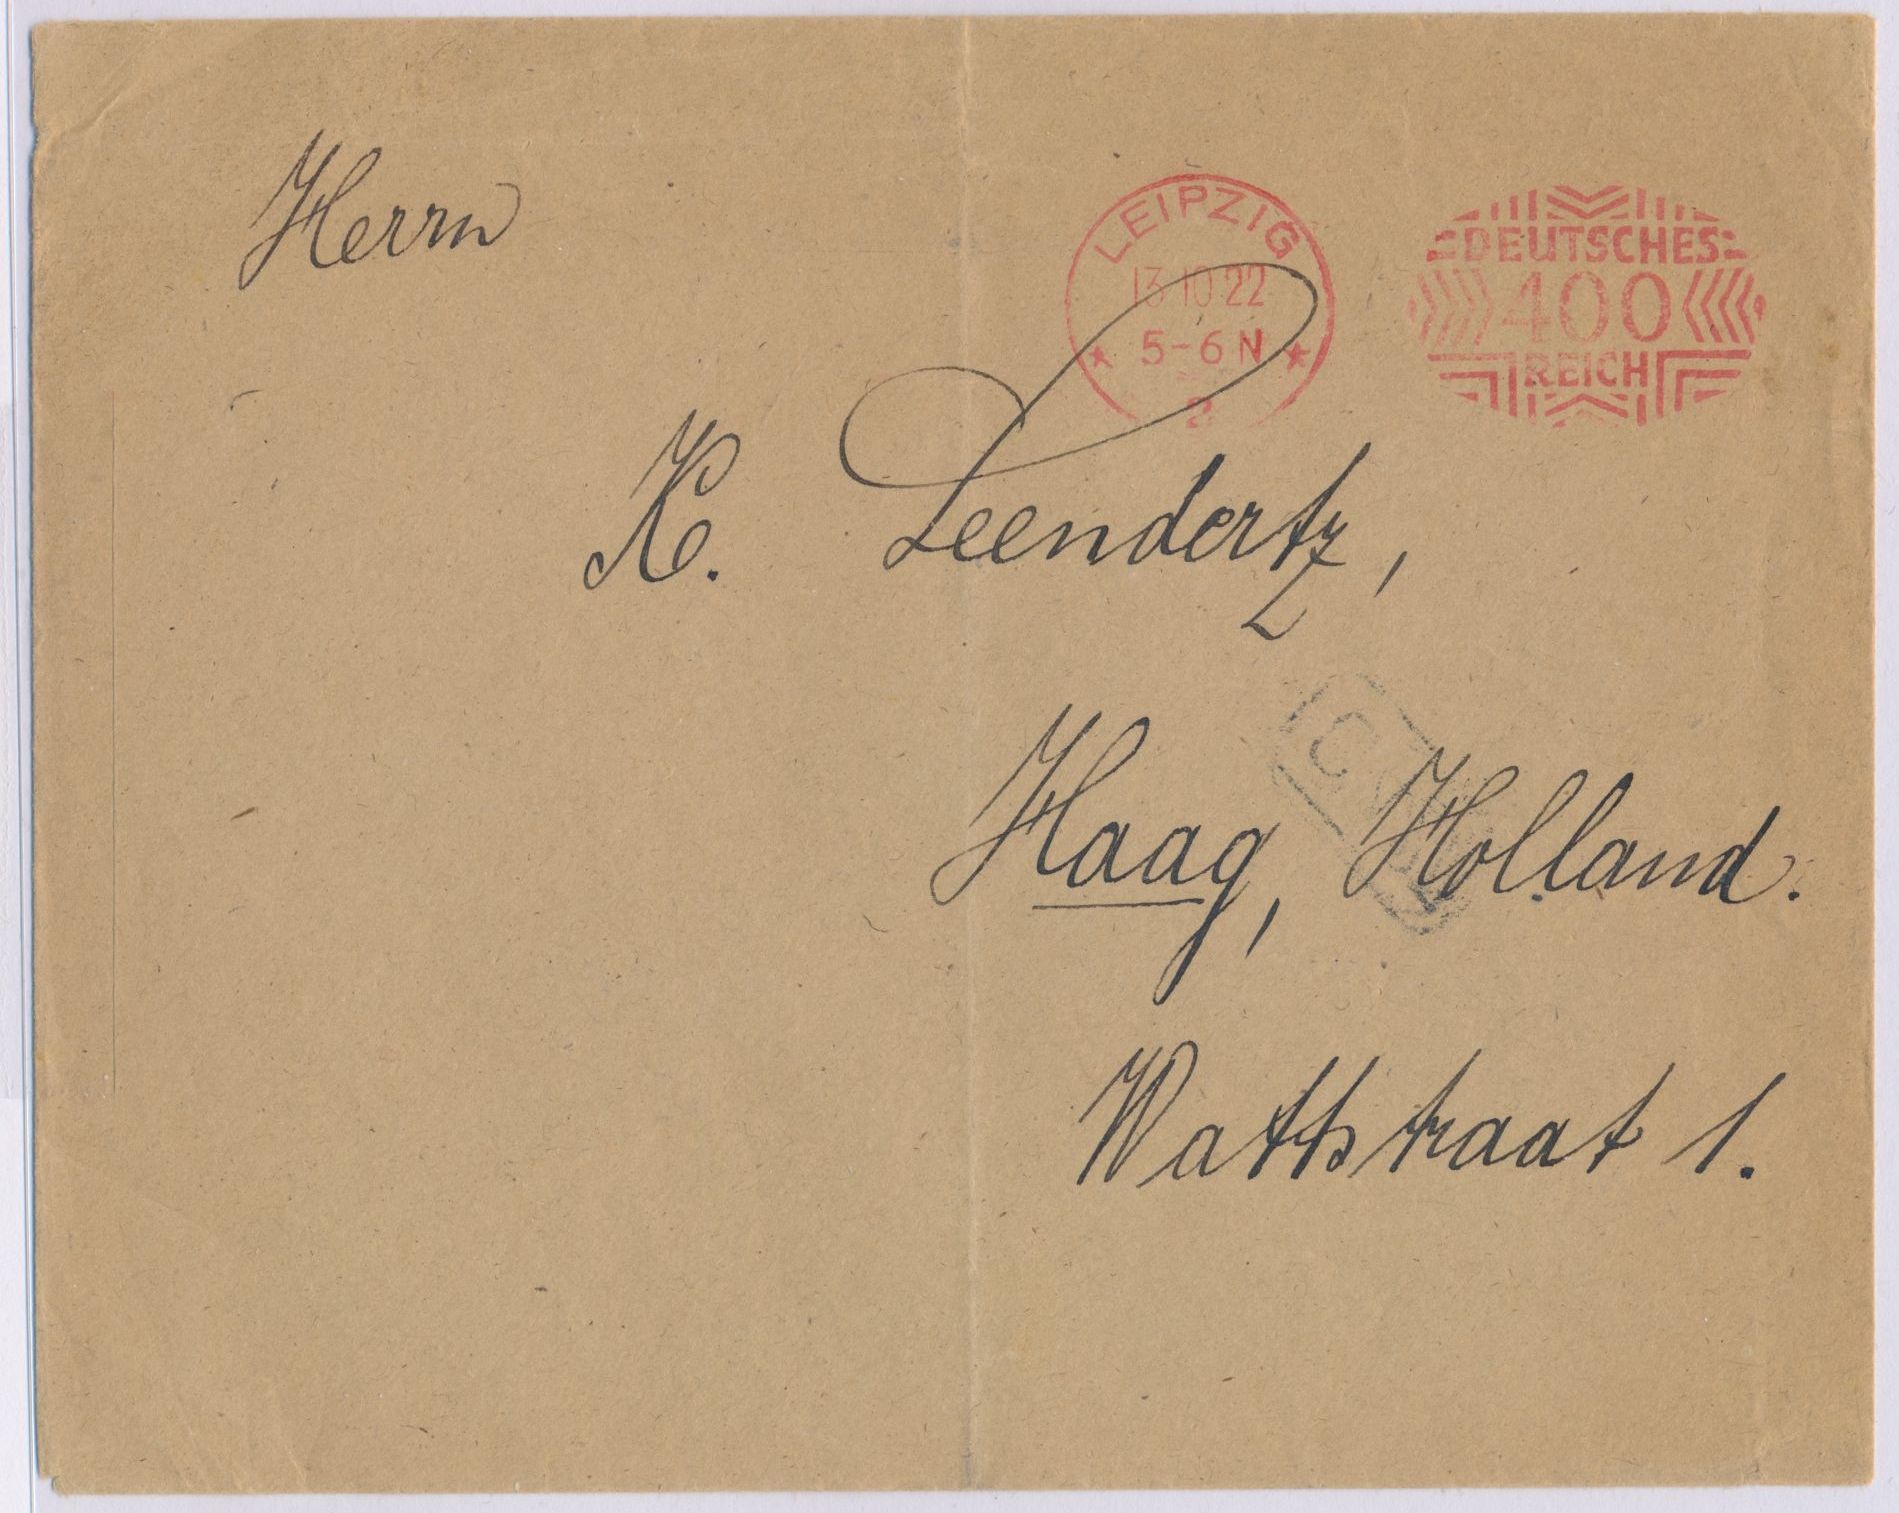 LEIPZIG
13 10 22
5-6 N
DEUTSCHES
400
REICH
Herrn
K. Leendertz,
Haag, Holland.
Wattstraat 1.